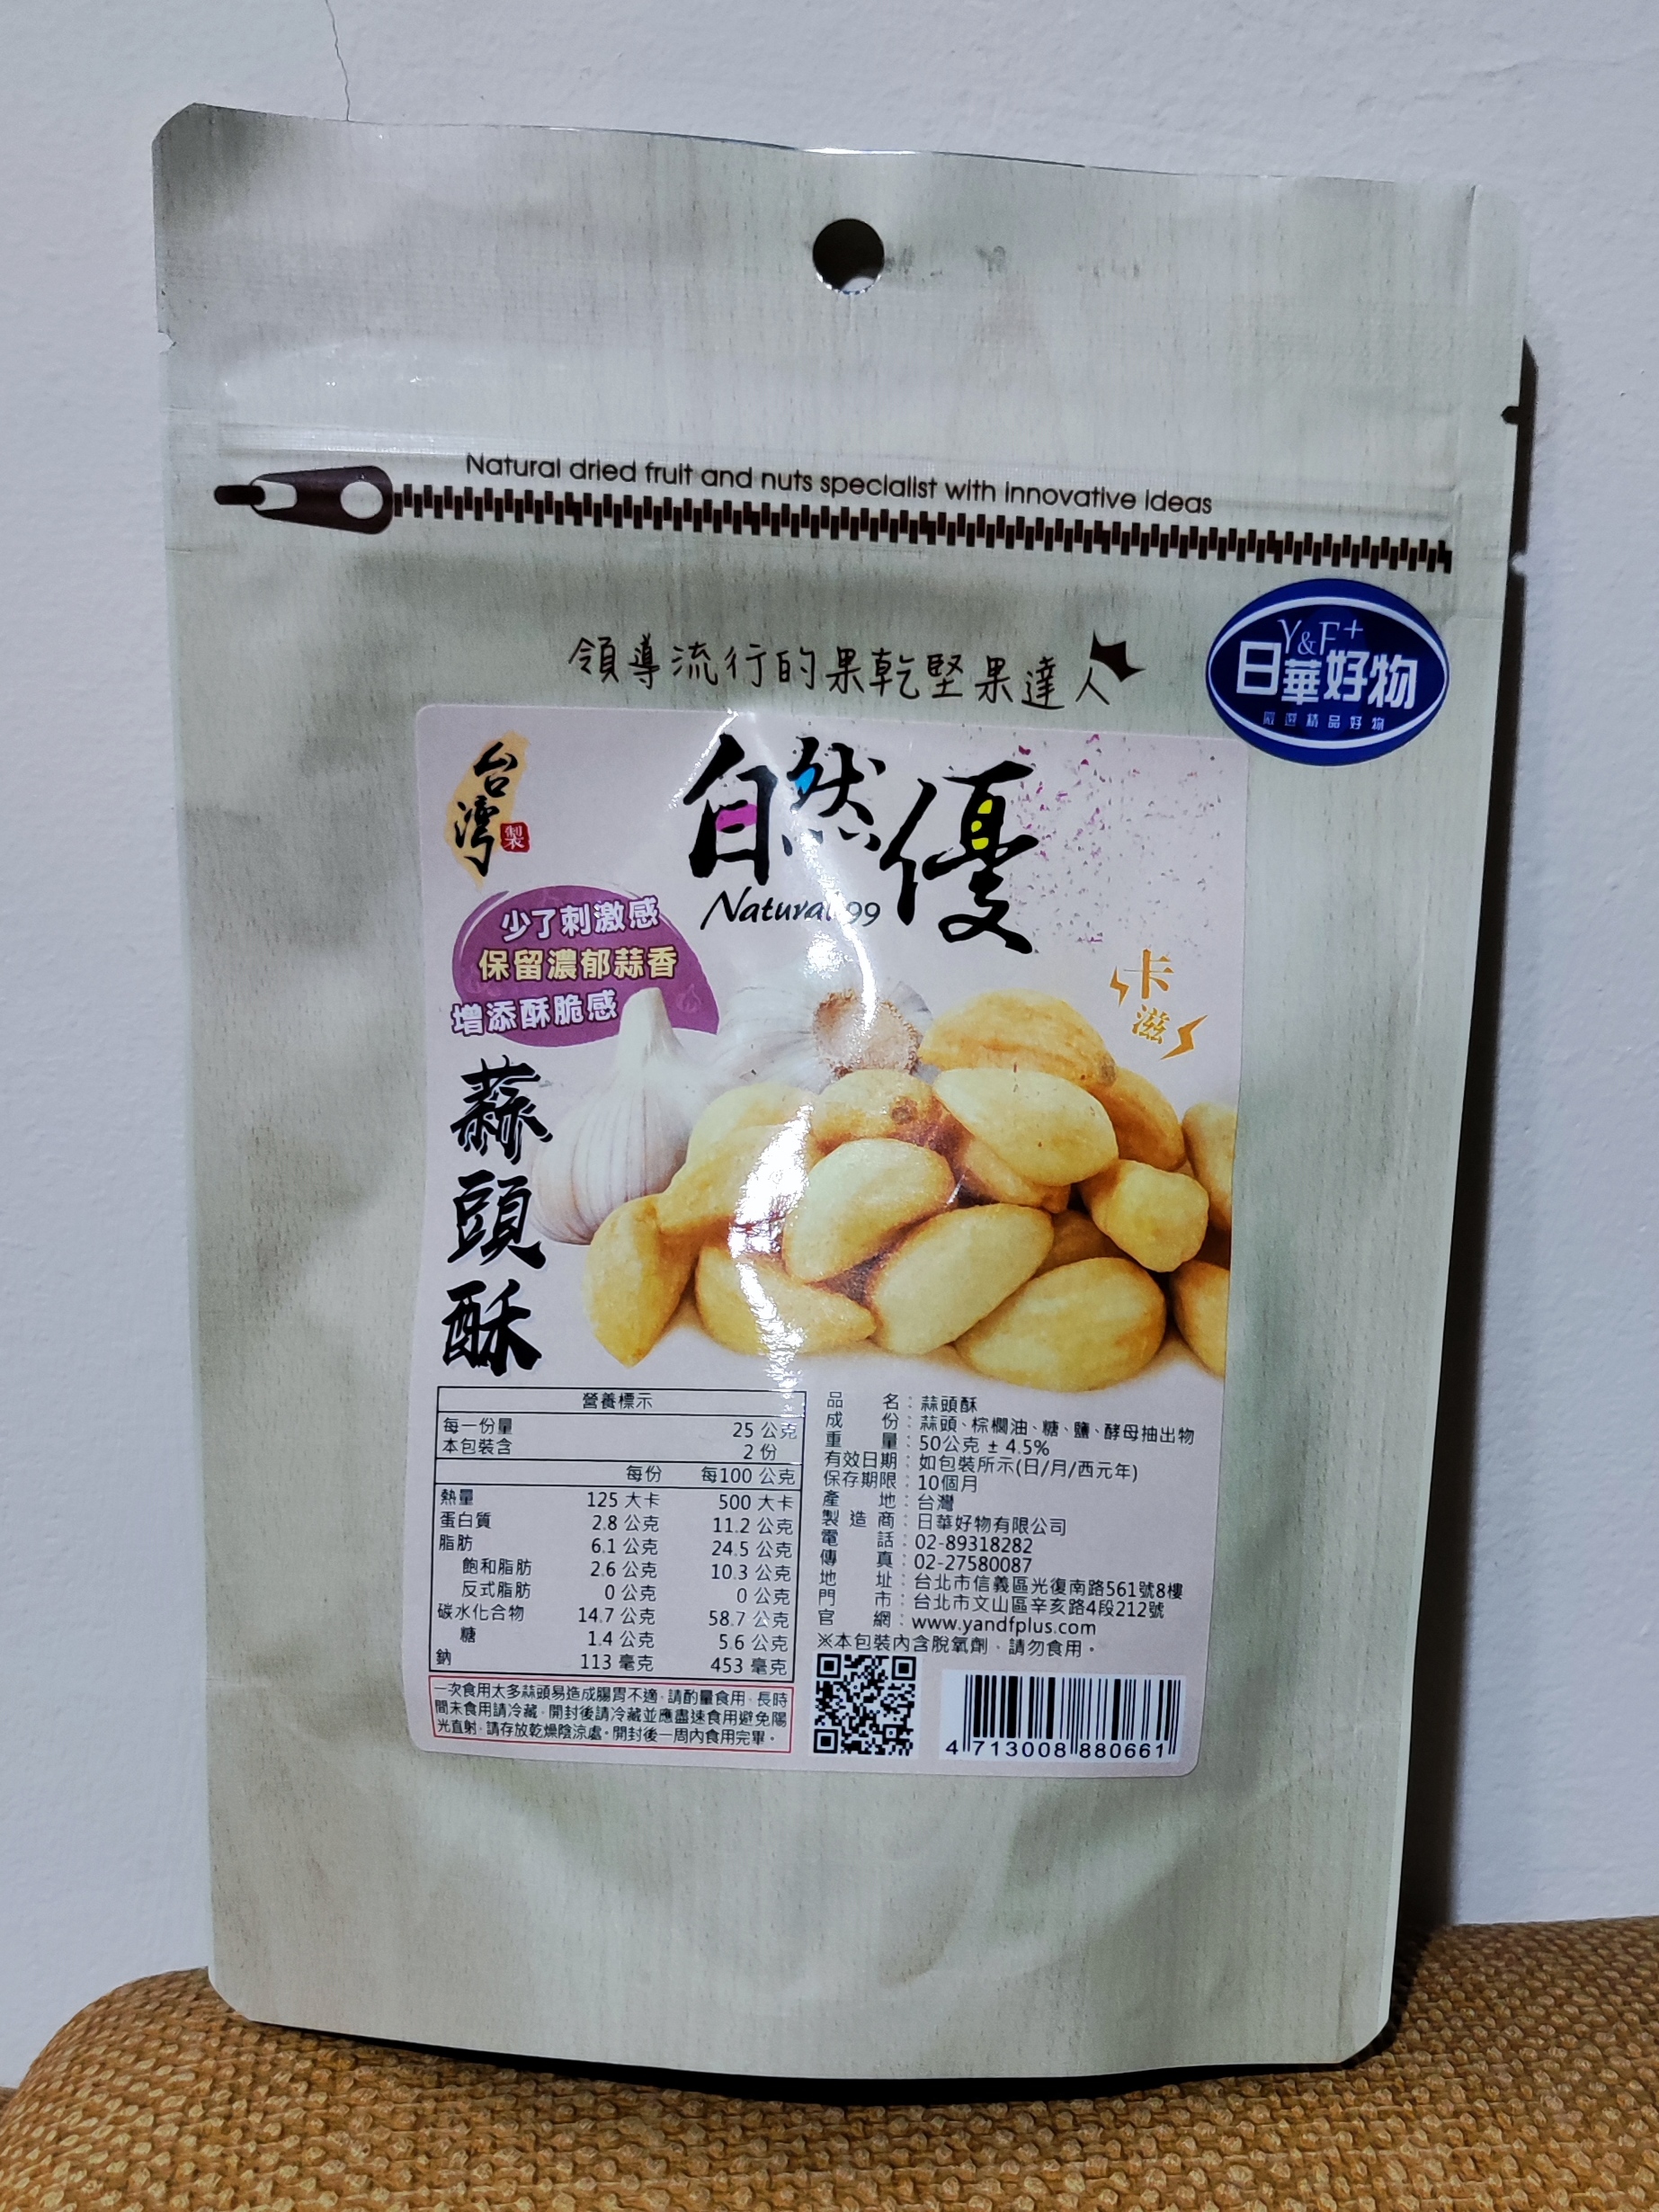 Natural dried fruit and nuts specialist with innovative ideas
領導流行的果乾堅果達人
Y&F+
日華好物
嚴選精品好物
台灣
製
自然優
Natural 99
少了刺激感
保留濃郁蒜香
增添酥脆感
卡滋
蒜頭酥
營養標示
每一份量 25 公克
本包裝含 2 份
每份 每100 公克
熱量 125 大卡 500 大卡
蛋白質 2.8 公克 11.2 公克
脂肪 6.1 公克 24.5 公克
飽和脂肪 2.6 公克 10.3 公克
反式脂肪 0 公克 0 公克
碳水化合物 14.7 公克 58.7 公克
糖 1.4 公克 5.6 公克
鈉 113 毫克 453 毫克
一次食用太多蒜頭易造成腸胃不適，請酌量食用，長時
間未食用請冷藏，開封後請冷藏並應盡速食用避免陽
光直射，請存放乾燥陰涼處。開封後一周內食用完畢。
品名：蒜頭酥
成份：蒜頭、棕櫚油、糖、鹽、酵母抽出物
重量：50公克 ± 4.5%
有效日期：如包裝所示(日/月/西元年)
保存期限：10個月
產地：台灣
製造商：日華好物有限公司
電話：02-89318282
傳真：02-27580087
地址：台北市信義區光復南路561號8樓
門市：台北市文山區辛亥路4段212號
官網：www.yandfplus.com
※本包裝內含脫氧劑，請勿食用。
4 713008 880661